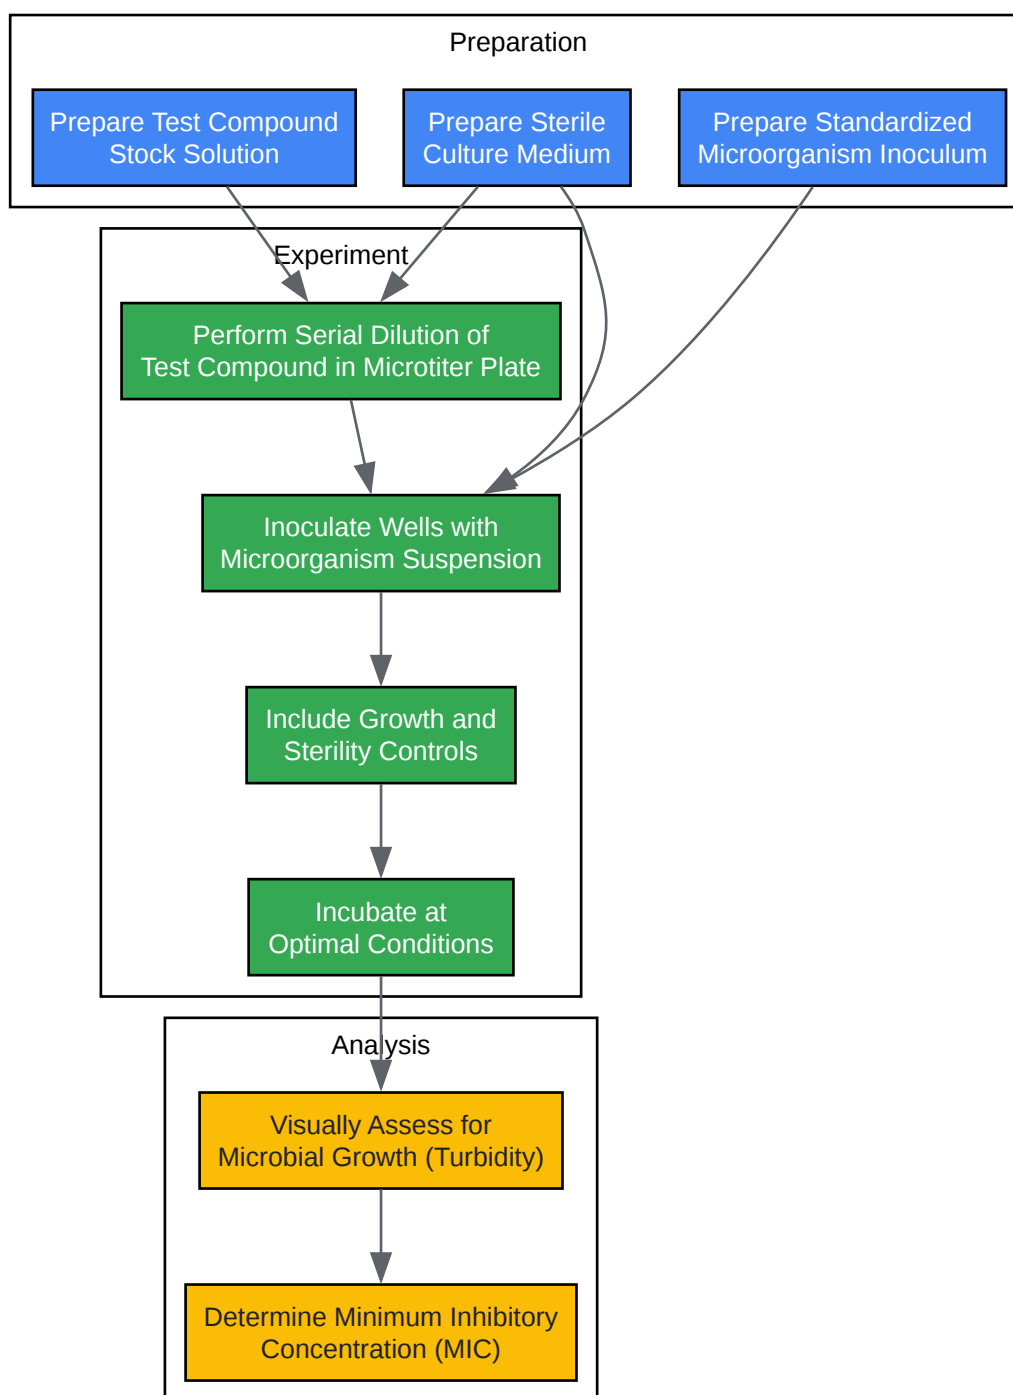 Preparation
Prepare Test Compound
Stock Solution
Prepare Sterile
Culture Medium
Prepare Standardized
Microorganism Inoculum
Experiment
Perform Serial Dilution of
Test Compound in Microtiter Plate
Inoculate Wells with
Microorganism Suspension
Include Growth and
Sterility Controls
Incubate at
Optimal Conditions
Analysis
Visually Assess for
Microbial Growth (Turbidity)
Determine Minimum Inhibitory
Concentration (MIC)